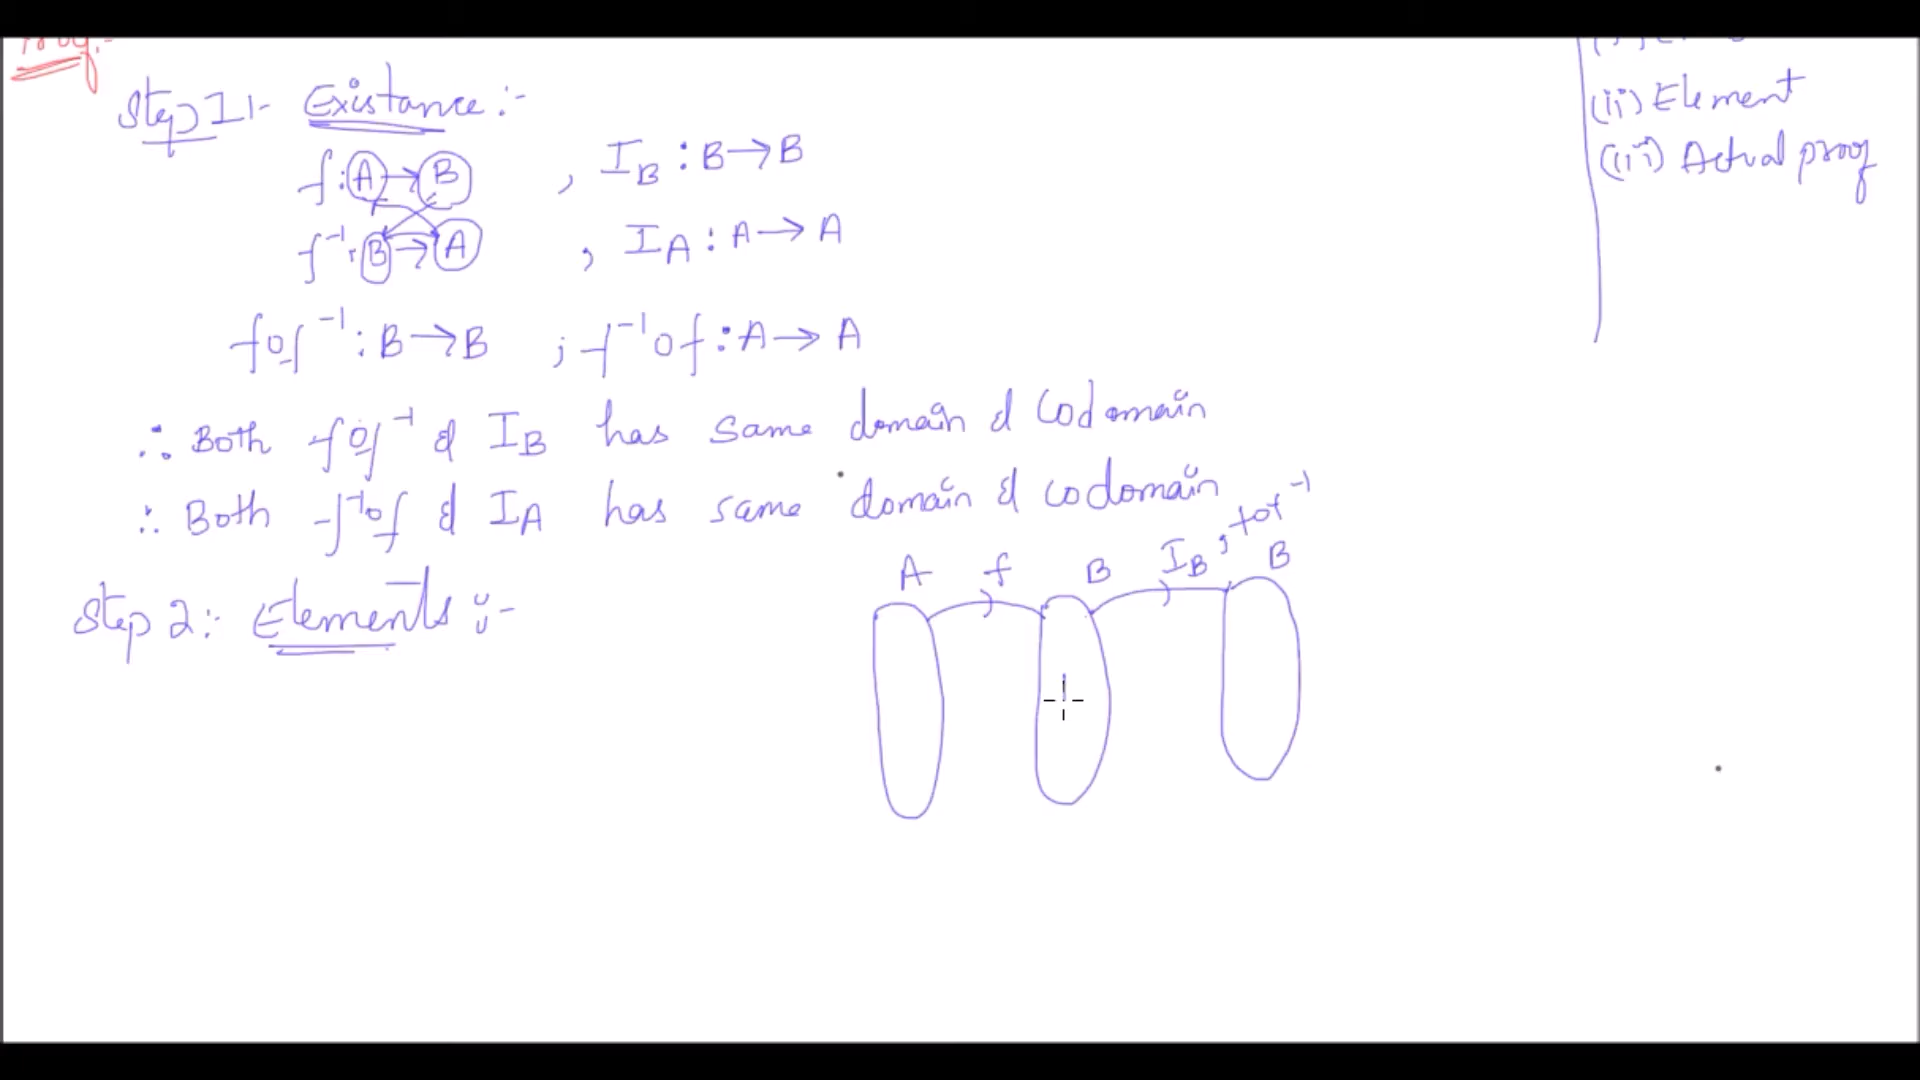 Proof:-
Step I :- Existance :-
f : A → B , I_B : B → B
f⁻¹ : B → A , I_A : A → A
fof⁻¹ : B → B ; f⁻¹of : A → A
∴ Both fof⁻¹ & I_B has same domain & Codomain
∴ Both f⁻¹of & I_A has same domain & codomain
Step 2 :- Elements :-
A f B I_B , fof⁻¹ B
(ii) Element
(iii) Actual proof